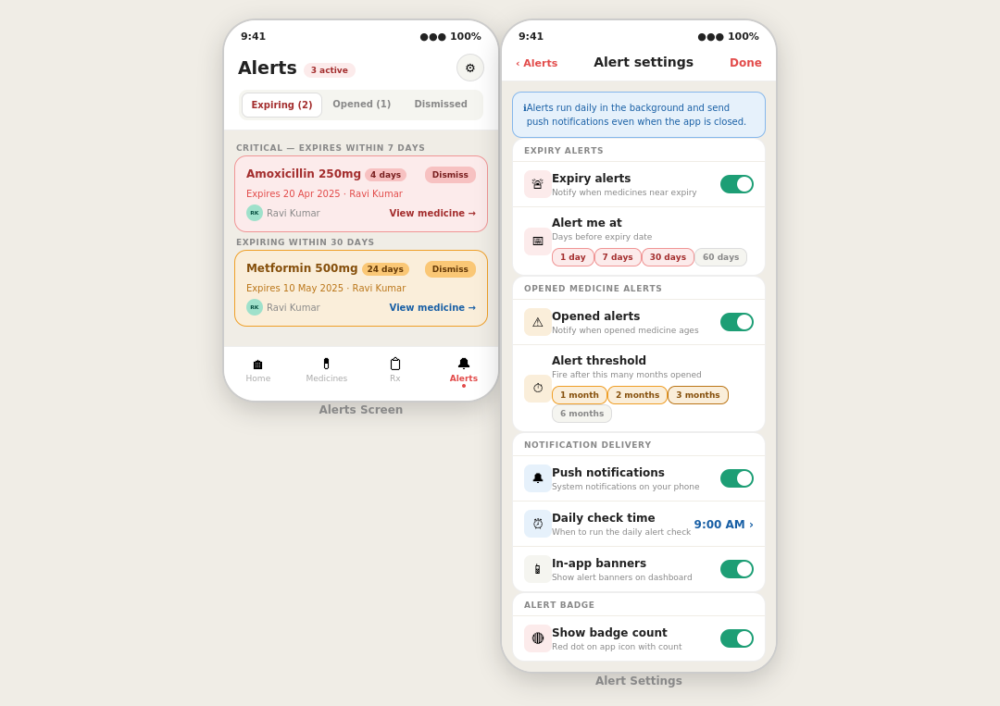 9:41
●●● 100%
Alerts
3 active
⚙
Expiring (2)
Opened (1)
Dismissed
CRITICAL — EXPIRES WITHIN 7 DAYS
Amoxicillin 250mg
4 days
Dismiss
Expires 20 Apr 2025 · Ravi Kumar
RK
Ravi Kumar
View medicine →
EXPIRING WITHIN 30 DAYS
Metformin 500mg
24 days
Dismiss
Expires 10 May 2025 · Ravi Kumar
RK
Ravi Kumar
View medicine →
Home
Medicines
Rx
Alerts
Alerts Screen
9:41
●●● 100%
‹ Alerts
Alert settings
Done
ℹAlerts run daily in the background and send
push notifications even when the app is closed.
EXPIRY ALERTS
Expiry alerts
Notify when medicines near expiry
Alert me at
Days before expiry date
1 day
7 days
30 days
60 days
OPENED MEDICINE ALERTS
Opened alerts
Notify when opened medicine ages
Alert threshold
Fire after this many months opened
1 month
2 months
3 months
6 months
NOTIFICATION DELIVERY
Push notifications
System notifications on your phone
Daily check time
When to run the daily alert check
9:00 AM ›
In-app banners
Show alert banners on dashboard
ALERT BADGE
Show badge count
Red dot on app icon with count
Alert Settings